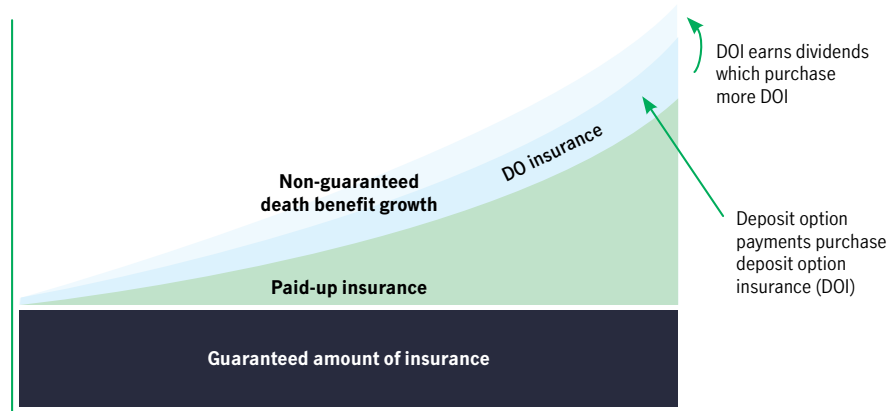 DOI earns dividends
which purchase
more DOI
DO insurance
Non-guaranteed
death benefit growth
Deposit option
payments purchase
deposit option
insurance (DOI)
Paid-up insurance
Guaranteed amount of insurance